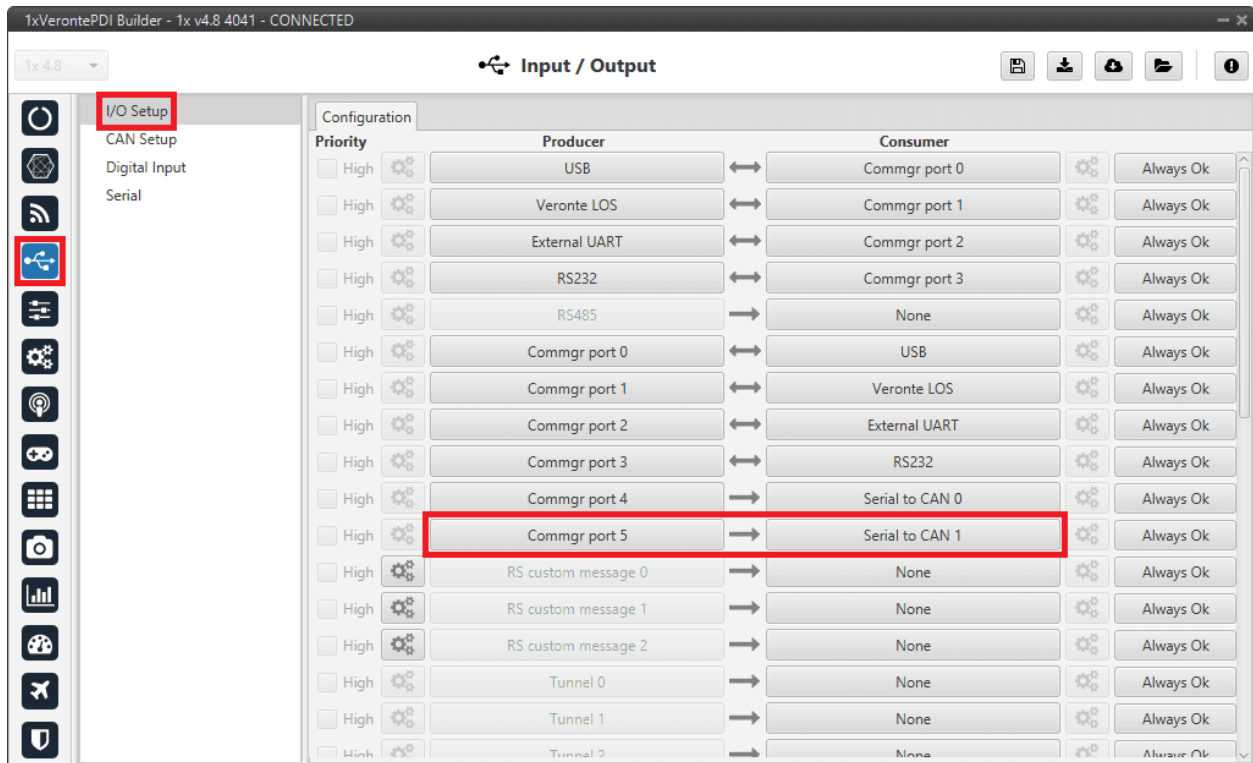 1xVerontePDI Builder - 1x v4.8 4041 - CONNECTED
1x 4.8
Input / Output
I/O Setup
CAN Setup
Digital Input
Serial
Configuration
Priority Producer Consumer
High USB Commgr port 0 Always Ok
High Veronte LOS Commgr port 1 Always Ok
High External UART Commgr port 2 Always Ok
High RS232 Commgr port 3 Always Ok
High RS485 None Always Ok
High Commgr port 0 USB Always Ok
High Commgr port 1 Veronte LOS Always Ok
High Commgr port 2 External UART Always Ok
High Commgr port 3 RS232 Always Ok
High Commgr port 4 Serial to CAN 0 Always Ok
High Commgr port 5 Serial to CAN 1 Always Ok
High RS custom message 0 None Always Ok
High RS custom message 1 None Always Ok
High RS custom message 2 None Always Ok
High Tunnel 0 None Always Ok
High Tunnel 1 None Always Ok
High Tunnel 2 None Always Ok